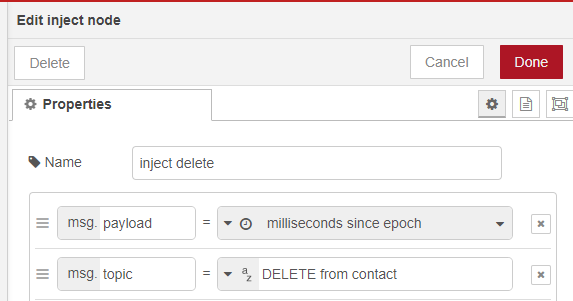 Edit inject node
Delete Cancel Done
Properties
Name inject delete
msg. payload = milliseconds since epoch
msg. topic = az DELETE from contact